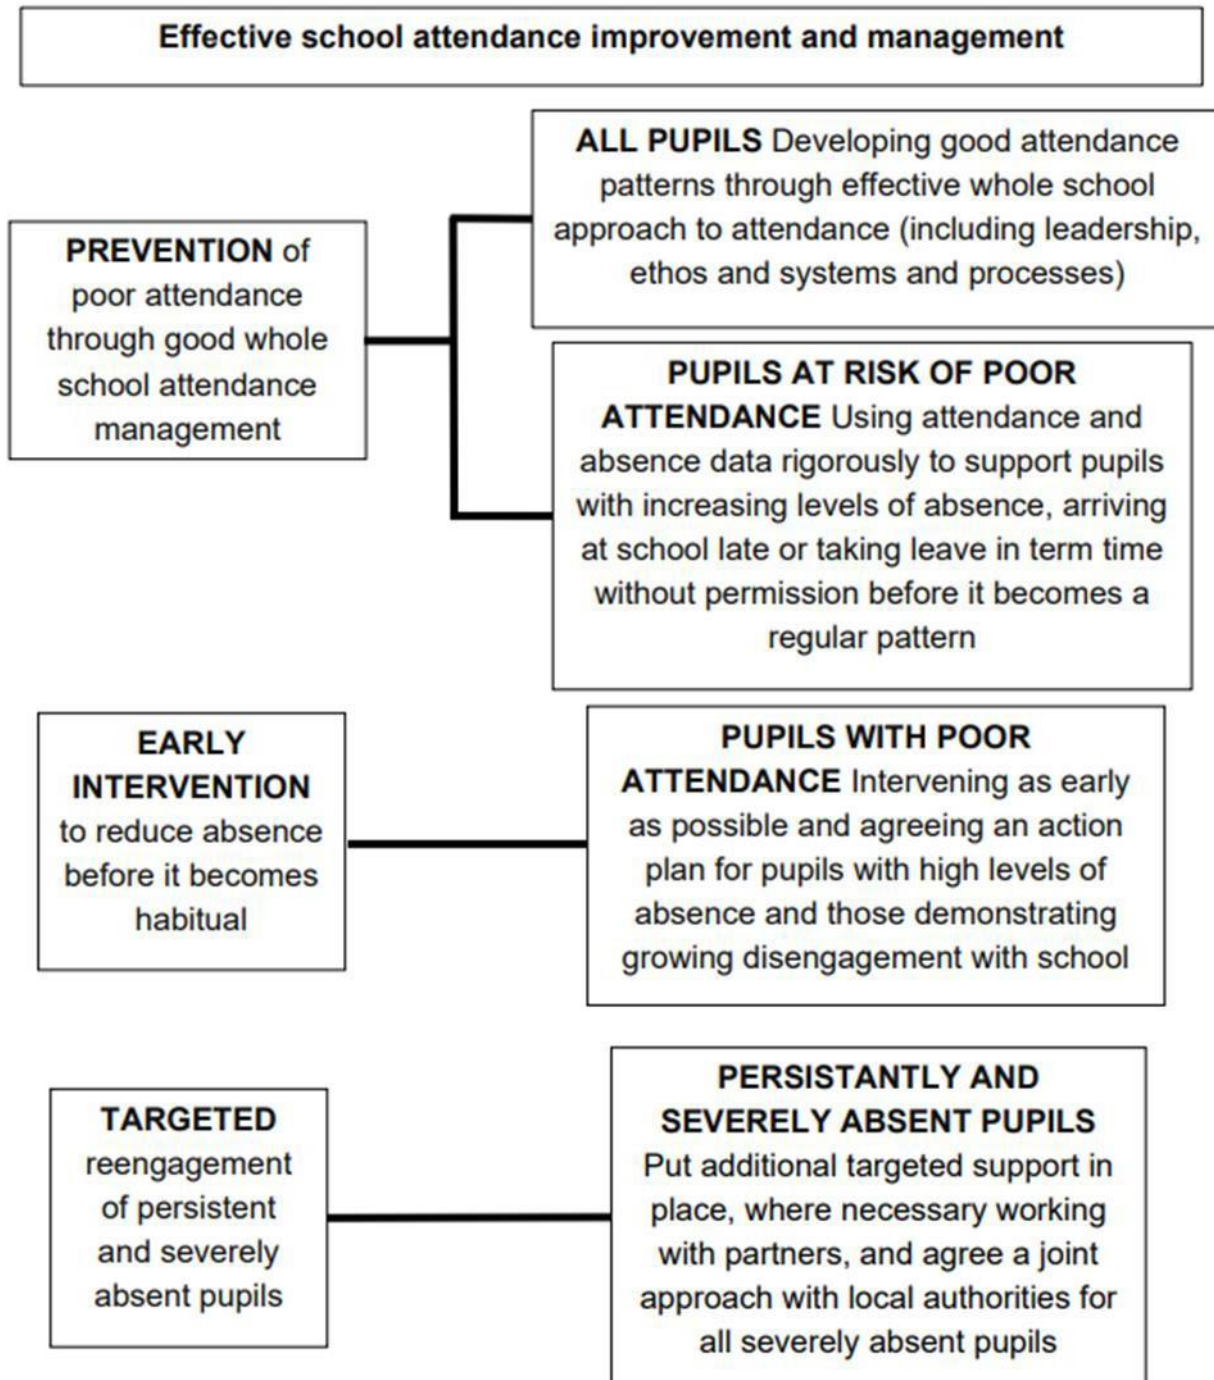 Effective school attendance improvement and management
PREVENTION of
poor attendance
through good whole
school attendance
management
ALL PUPILS Developing good attendance
patterns through effective whole school
approach to attendance (including leadership,
ethos and systems and processes)
PUPILS AT RISK OF POOR
ATTENDANCE Using attendance and
absence data rigorously to support pupils
with increasing levels of absence, arriving
at school late or taking leave in term time
without permission before it becomes a
regular pattern
EARLY
INTERVENTION
to reduce absence
before it becomes
habitual
PUPILS WITH POOR
ATTENDANCE Intervening as early
as possible and agreeing an action
plan for pupils with high levels of
absence and those demonstrating
growing disengagement with school
TARGETED
reengagement
of persistent
and severely
absent pupils
PERSISTANTLY AND
SEVERELY ABSENT PUPILS
Put additional targeted support in
place, where necessary working
with partners, and agree a joint
approach with local authorities for
all severely absent pupils